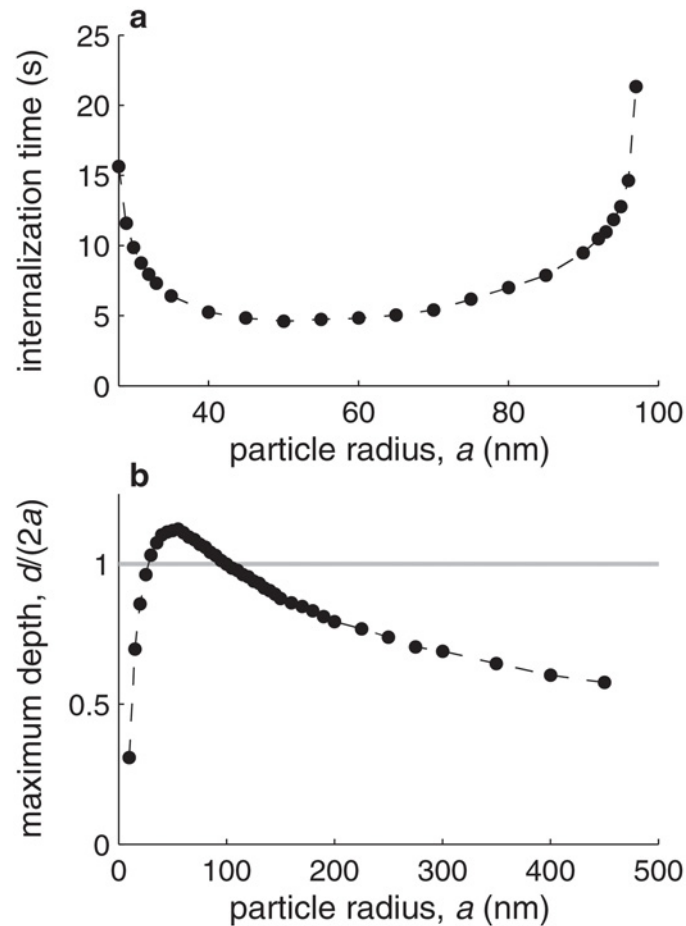 a
25
20
15
10
5
0
internalization time (s)
40 60 80 100
particle radius, a (nm)
b
1
0.5
0
maximum depth, d/(2a)
0 100 200 300 400 500
particle radius, a (nm)